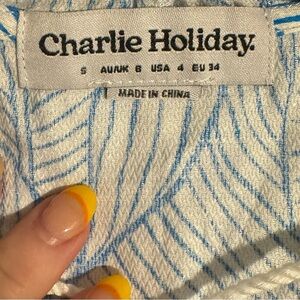 Charlie Holiday.
S AU/UK 8 USA 4 EU 34
MADE IN CHINA